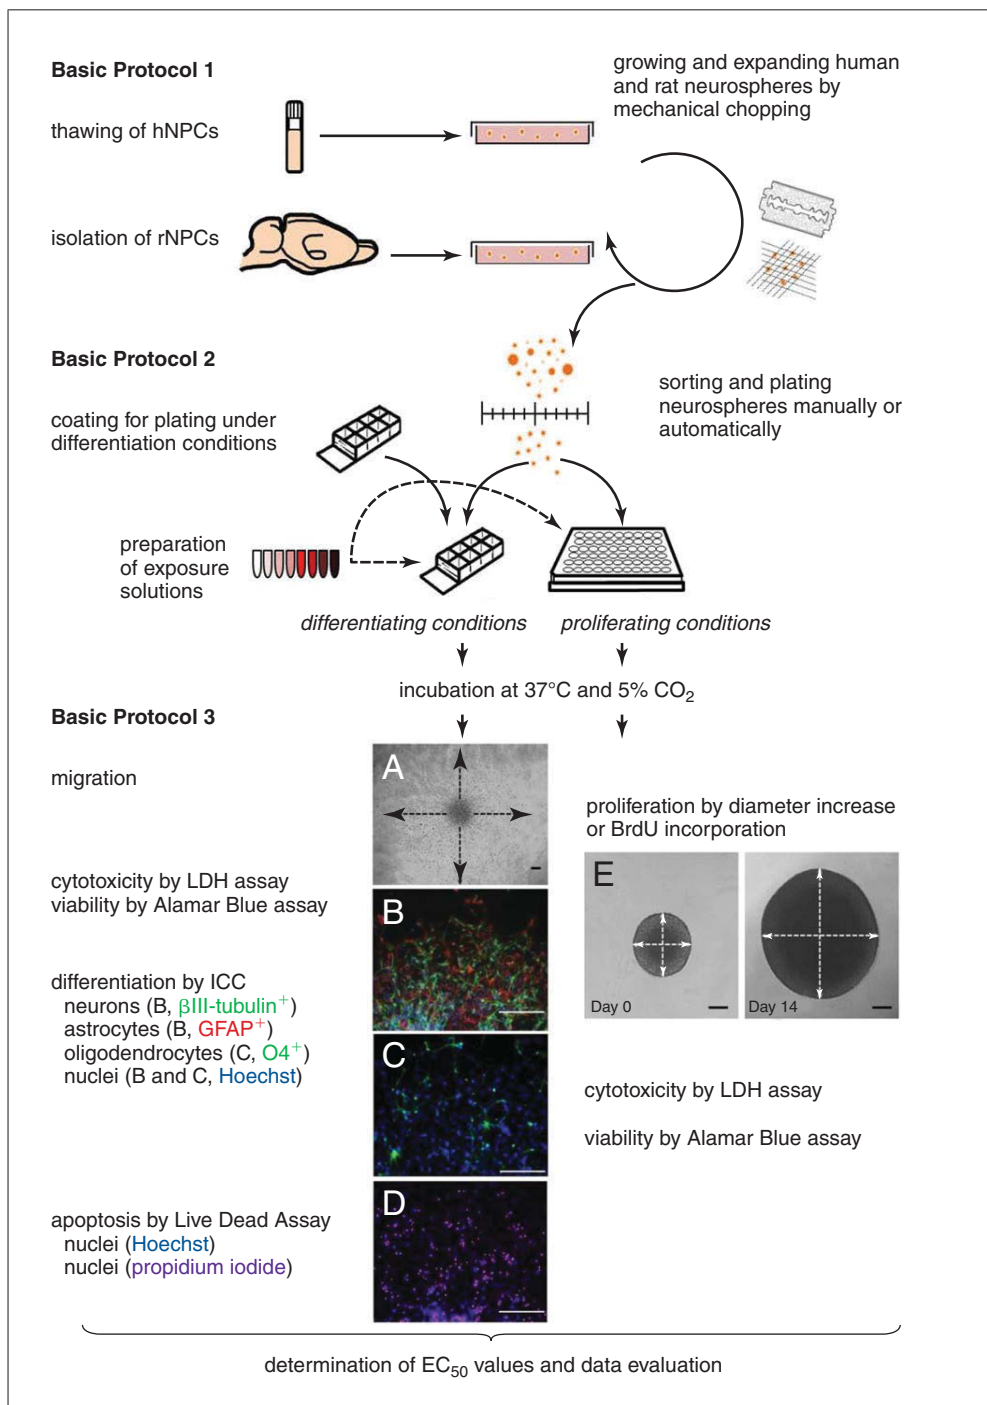 Basic Protocol 1
growing and expanding human
and rat neurospheres by
mechanical chopping
thawing of hNPCs
isolation of rNPCs
Basic Protocol 2
sorting and plating
neurospheres manually or
automatically
coating for plating under
differentiation conditions
preparation
of exposure
solutions
differentiating conditions
proliferating conditions
incubation at 37°C and 5% CO₂
Basic Protocol 3
migration
A
proliferation by diameter increase
or BrdU incorporation
cytotoxicity by LDH assay
viability by Alamar Blue assay
B
E
Day 0
Day 14
differentiation by ICC
neurons (B, βIII-tubulin⁺)
astrocytes (B, GFAP⁺)
oligodendrocytes (C, O4⁺)
nuclei (B and C, Hoechst)
C
cytotoxicity by LDH assay
viability by Alamar Blue assay
D
apoptosis by Live Dead Assay
nuclei (Hoechst)
nuclei (propidium iodide)
determination of EC₅₀ values and data evaluation